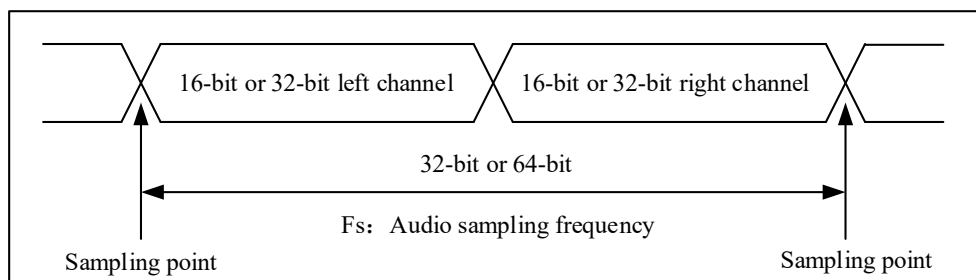 16-bit or 32-bit left channel
16-bit or 32-bit right channel
32-bit or 64-bit
Fs：Audio sampling frequency
Sampling point
Sampling point